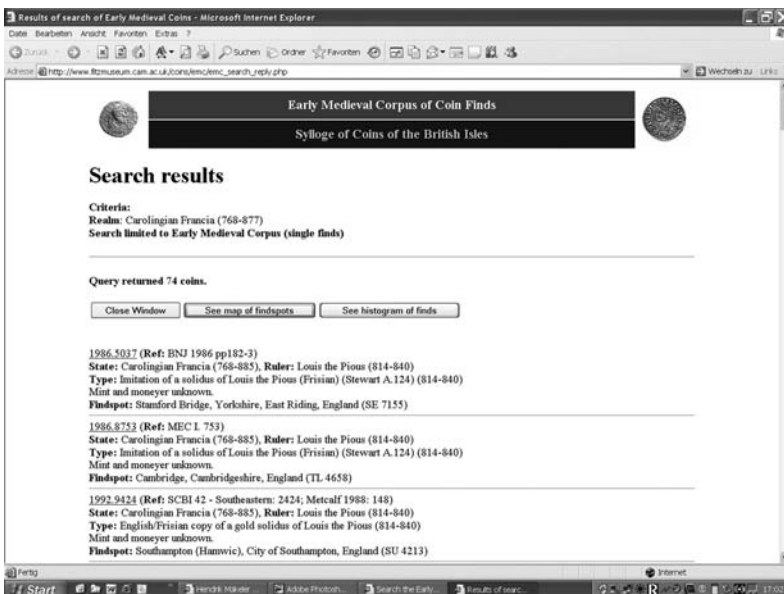 Results of search of Early Medieval Coins - Microsoft Internet Explorer
Datei Bearbeiten Ansicht Favoriten Extras ?
Zurück Suchen Ordner Favoriten
Adresse http://www.fitzmuseum.cam.ac.uk/coins/emc/emc_search_reply.php Wechseln zu Links
Early Medieval Corpus of Coin Finds
Sylloge of Coins of the British Isles
Search results
Criteria:
Realm: Carolingian Francia (768-877)
Search limited to Early Medieval Corpus (single finds)
Query returned 74 coins.
Close Window See map of findspots See histogram of finds
1986.5037 (Ref: BNJ 1986 pp182-3)
State: Carolingian Francia (768-885), Ruler: Louis the Pious (814-840)
Type: Imitation of a solidus of Louis the Pious (Frisian) (Stewart A.124) (814-840)
Mint and moneyer unknown.
Findspot: Stamford Bridge, Yorkshire, East Riding, England (SE 7155)
1986.8753 (Ref: MEC I. 753)
State: Carolingian Francia (768-885), Ruler: Louis the Pious (814-840)
Type: Imitation of a solidus of Louis the Pious (Frisian) (Stewart A.124) (814-840)
Mint and moneyer unknown.
Findspot: Cambridge, Cambridgeshire, England (TL 4658)
1992.9424 (Ref: SCBI 42 - Southeastern: 2424; Metcalf 1988: 148)
State: Carolingian Francia (768-885), Ruler: Louis the Pious (814-840)
Type: English/Frisian copy of a gold solidus of Louis the Pious (814-840)
Mint and moneyer unknown.
Findspot: Southampton (Hamwic), City of Southampton, England (SU 4213)
Fertig Internet
Start Hendrik Mäkeler ... Adobe Photosh... Search the Early... Results of searc... 17:02